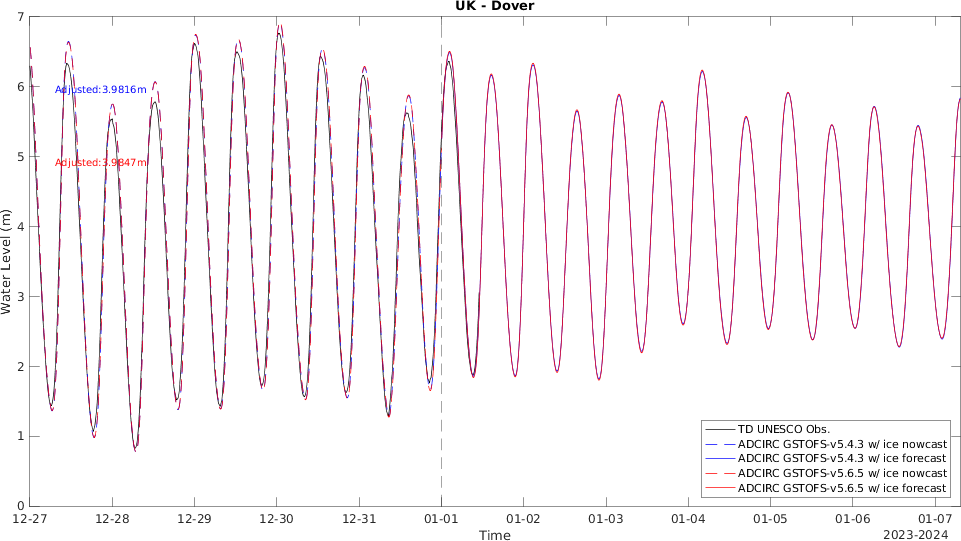 UK - Dover
7
6
5
4
3
2
1
0
Water Level (m)
Adjusted:3.9816m
Adjusted:3.9847m
TD UNESCO Obs.
ADCIRC GSTOFS-v5.4.3 w/ ice nowcast
ADCIRC GSTOFS-v5.4.3 w/ ice forecast
ADCIRC GSTOFS-v5.6.5 w/ ice nowcast
ADCIRC GSTOFS-v5.6.5 w/ ice forecast
12-27 12-28 12-29 12-30 12-31 01-01 01-02 01-03 01-04 01-05 01-06 01-07
Time
2023-2024